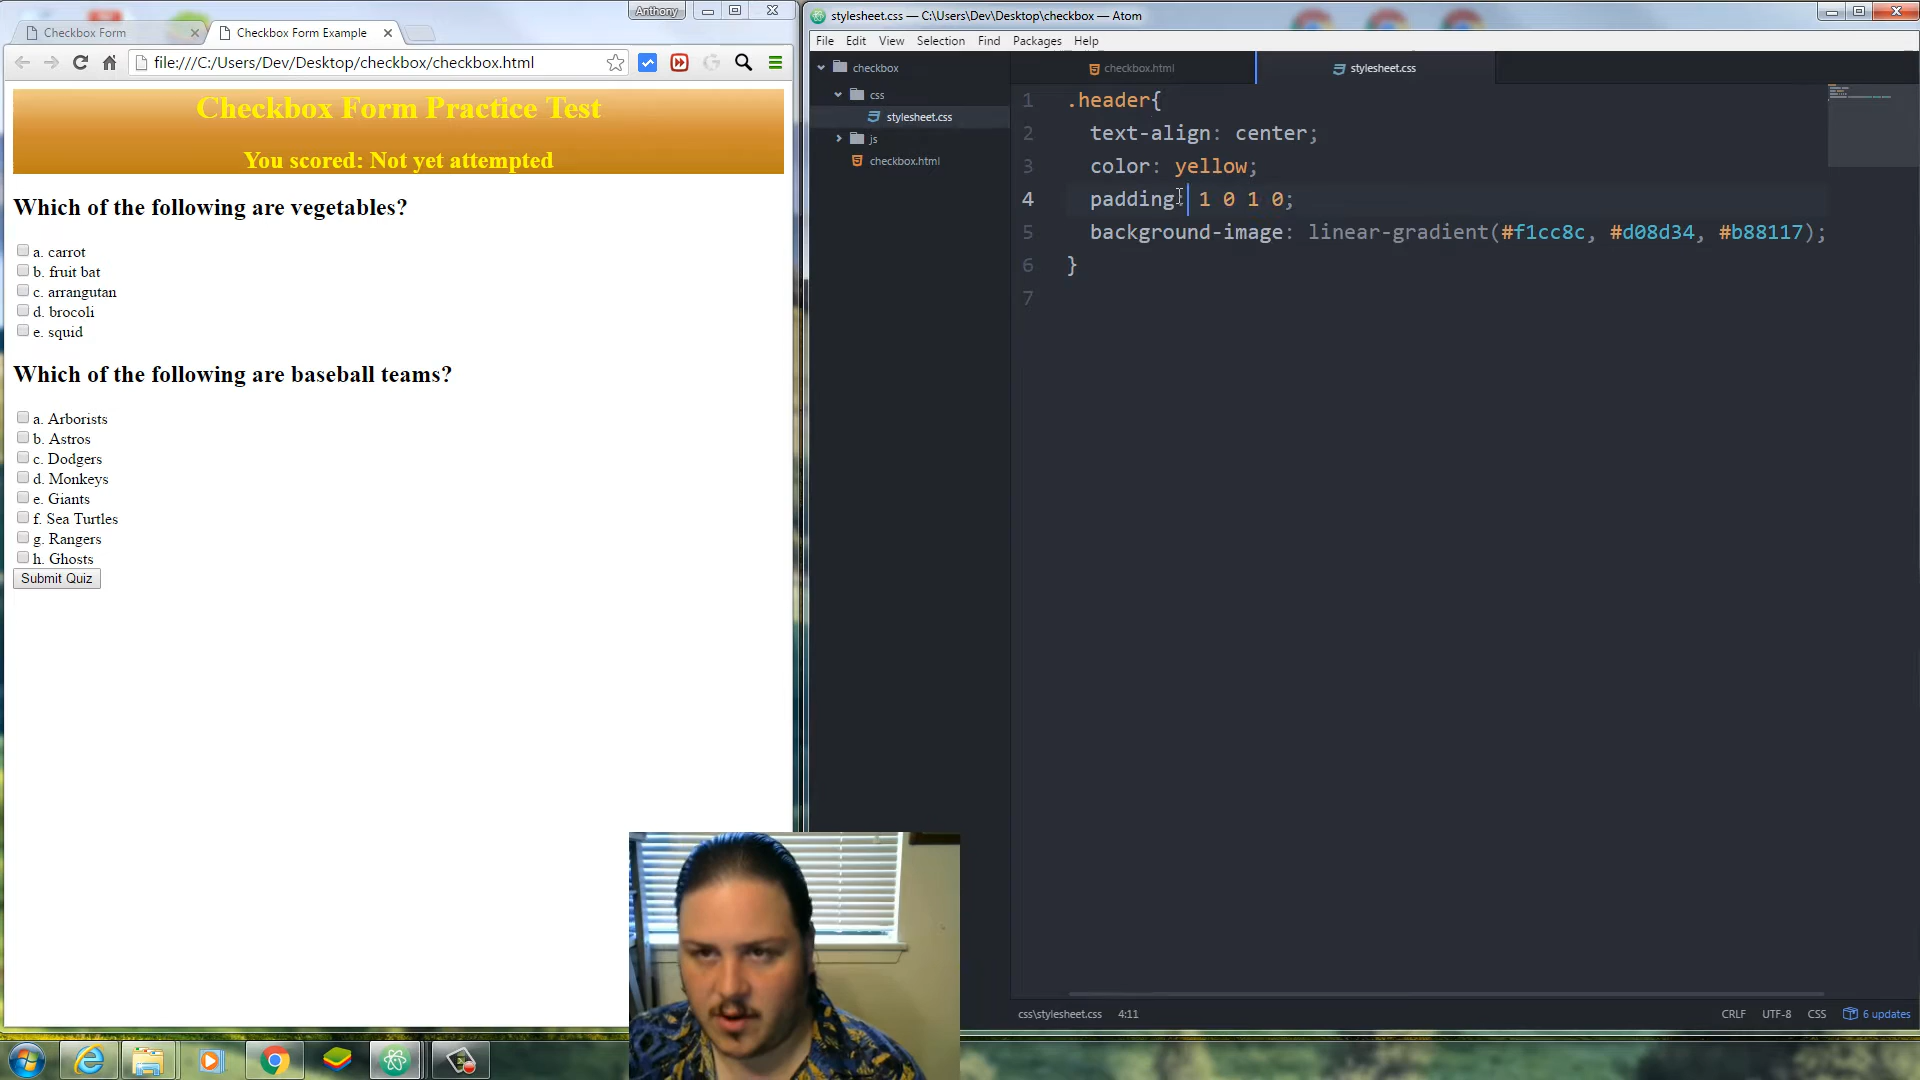 Anthony
Checkbox Form
Checkbox Form Example
file:///C:/Users/Dev/Desktop/checkbox/checkbox.html
Checkbox Form Practice Test
You scored: Not yet attempted
Which of the following are vegetables?
a. carrot
b. fruit bat
c. arrangutan
d. brocoli
e. squid
Which of the following are baseball teams?
a. Arborists
b. Astros
c. Dodgers
d. Monkeys
e. Giants
f. Sea Turtles
g. Rangers
h. Ghosts
Submit Quiz
stylesheet.css — C:\Users\Dev\Desktop\checkbox — Atom
File Edit View Selection Find Packages Help
checkbox
css
stylesheet.css
js
checkbox.html
checkbox.html
stylesheet.css
1 .header{
2 text-align: center;
3 color: yellow;
4 padding: 1 0 1 0;
5 background-image: linear-gradient(#f1cc8c, #d08d34, #b88117);
6 }
7
css\stylesheet.css 4:11
CRLF UTF-8 CSS 6 updates